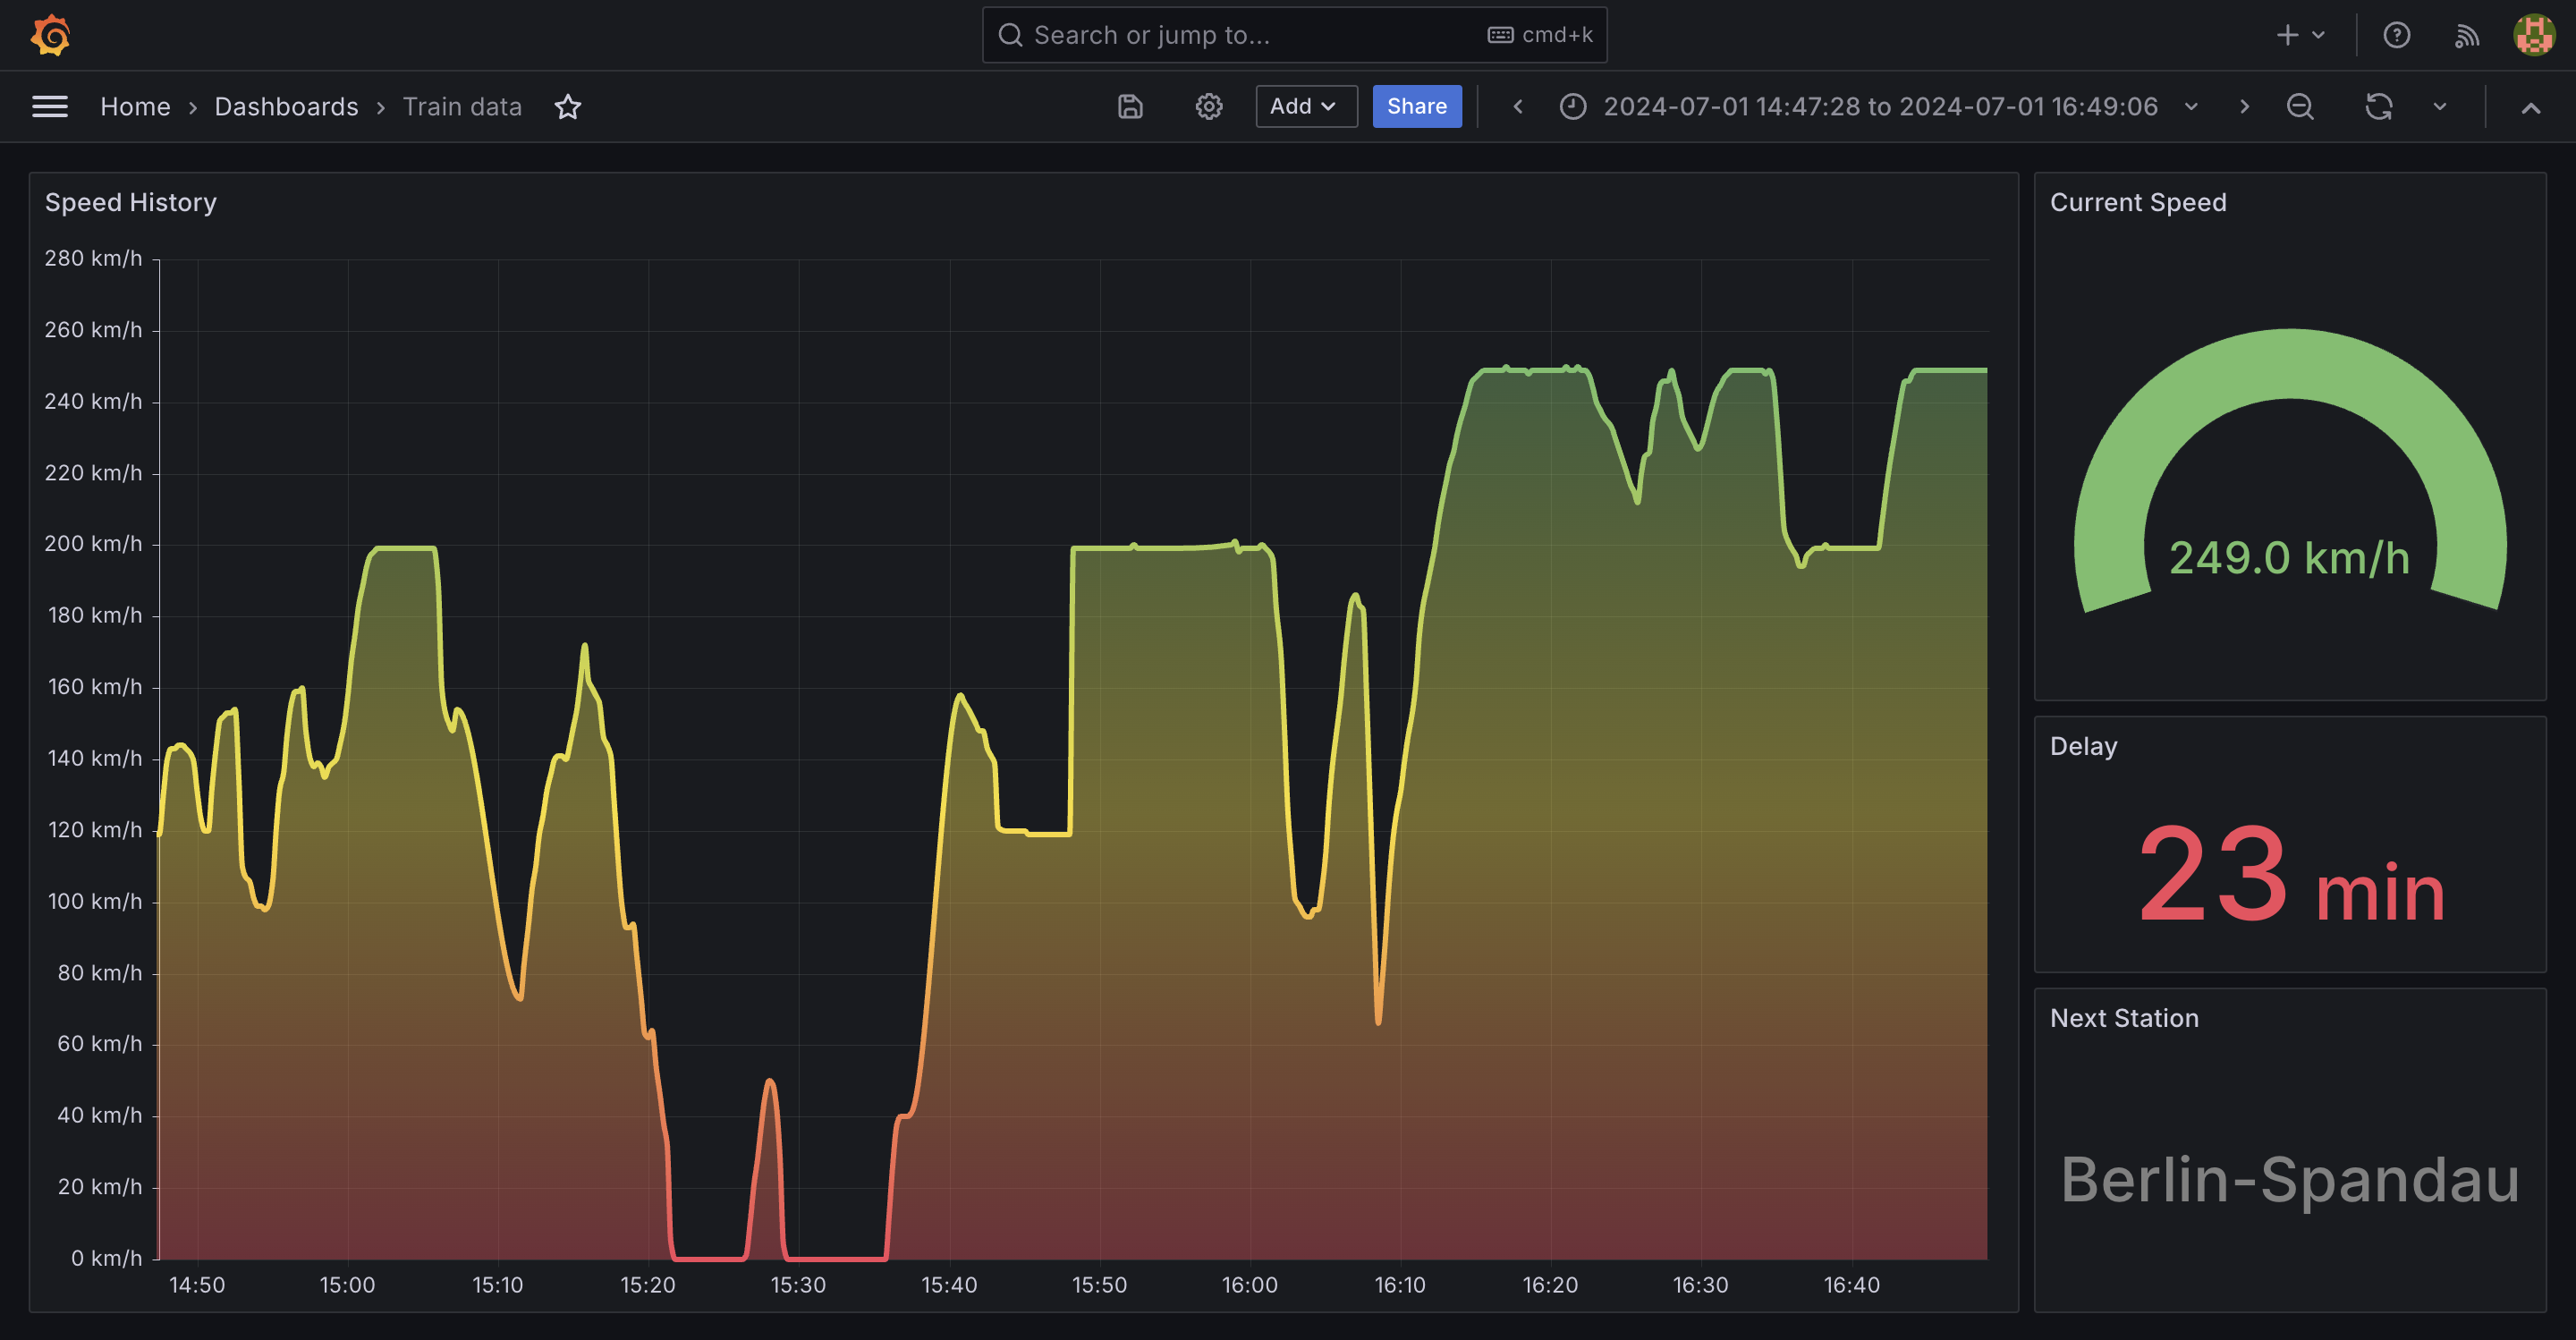 Search or jump to... cmd+k
Home › Dashboards › Train data Add Share 2024-07-01 14:47:28 to 2024-07-01 16:49:06
Speed History
280 km/h
260 km/h
240 km/h
220 km/h
200 km/h
180 km/h
160 km/h
140 km/h
120 km/h
100 km/h
80 km/h
60 km/h
40 km/h
20 km/h
0 km/h
14:50 15:00 15:10 15:20 15:30 15:40 15:50 16:00 16:10 16:20 16:30 16:40
Current Speed
249.0 km/h
Delay
23 min
Next Station
Berlin-Spandau